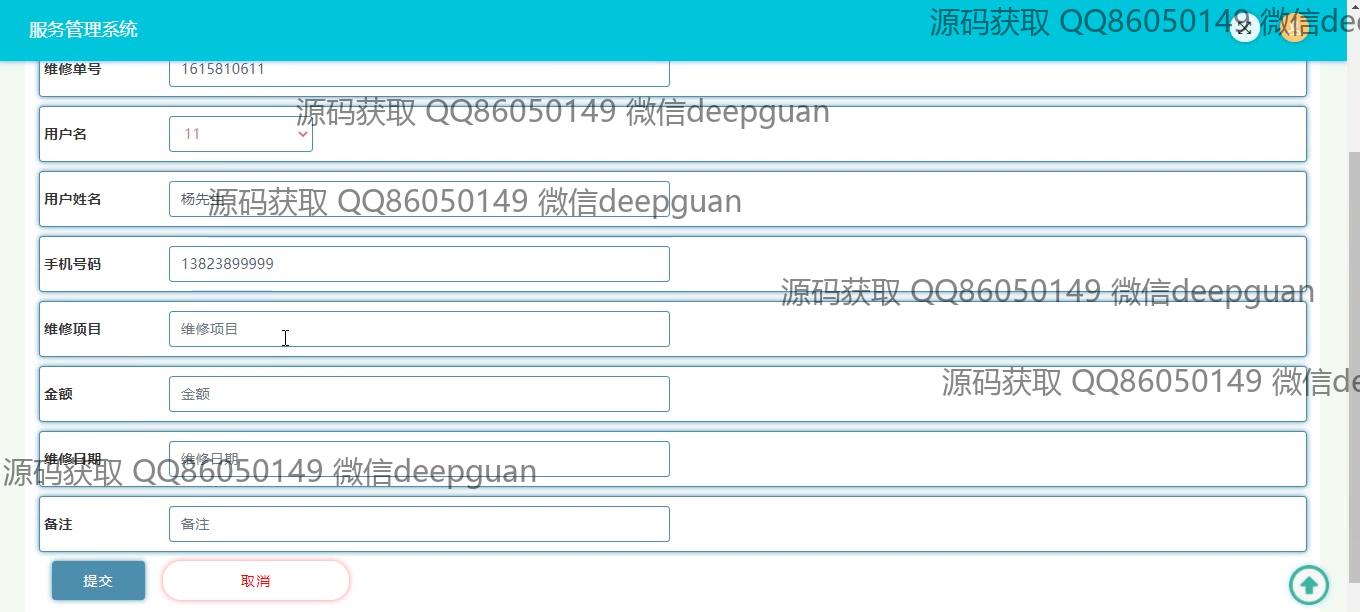 服务管理系统
源码获取 QQ86050149 微信dee
维修单号 1615810611
源码获取 QQ86050149 微信deepguan
用户名 11
用户姓名 杨先生
源码获取 QQ86050149 微信deepguan
手机号码 13823899999
源码获取 QQ86050149 微信deepguan
维修项目 维修项目
源码获取 QQ86050149 微信de
金额 金额
维修日期 维修日期
源码获取 QQ86050149 微信deepguan
备注 备注
提交 取消